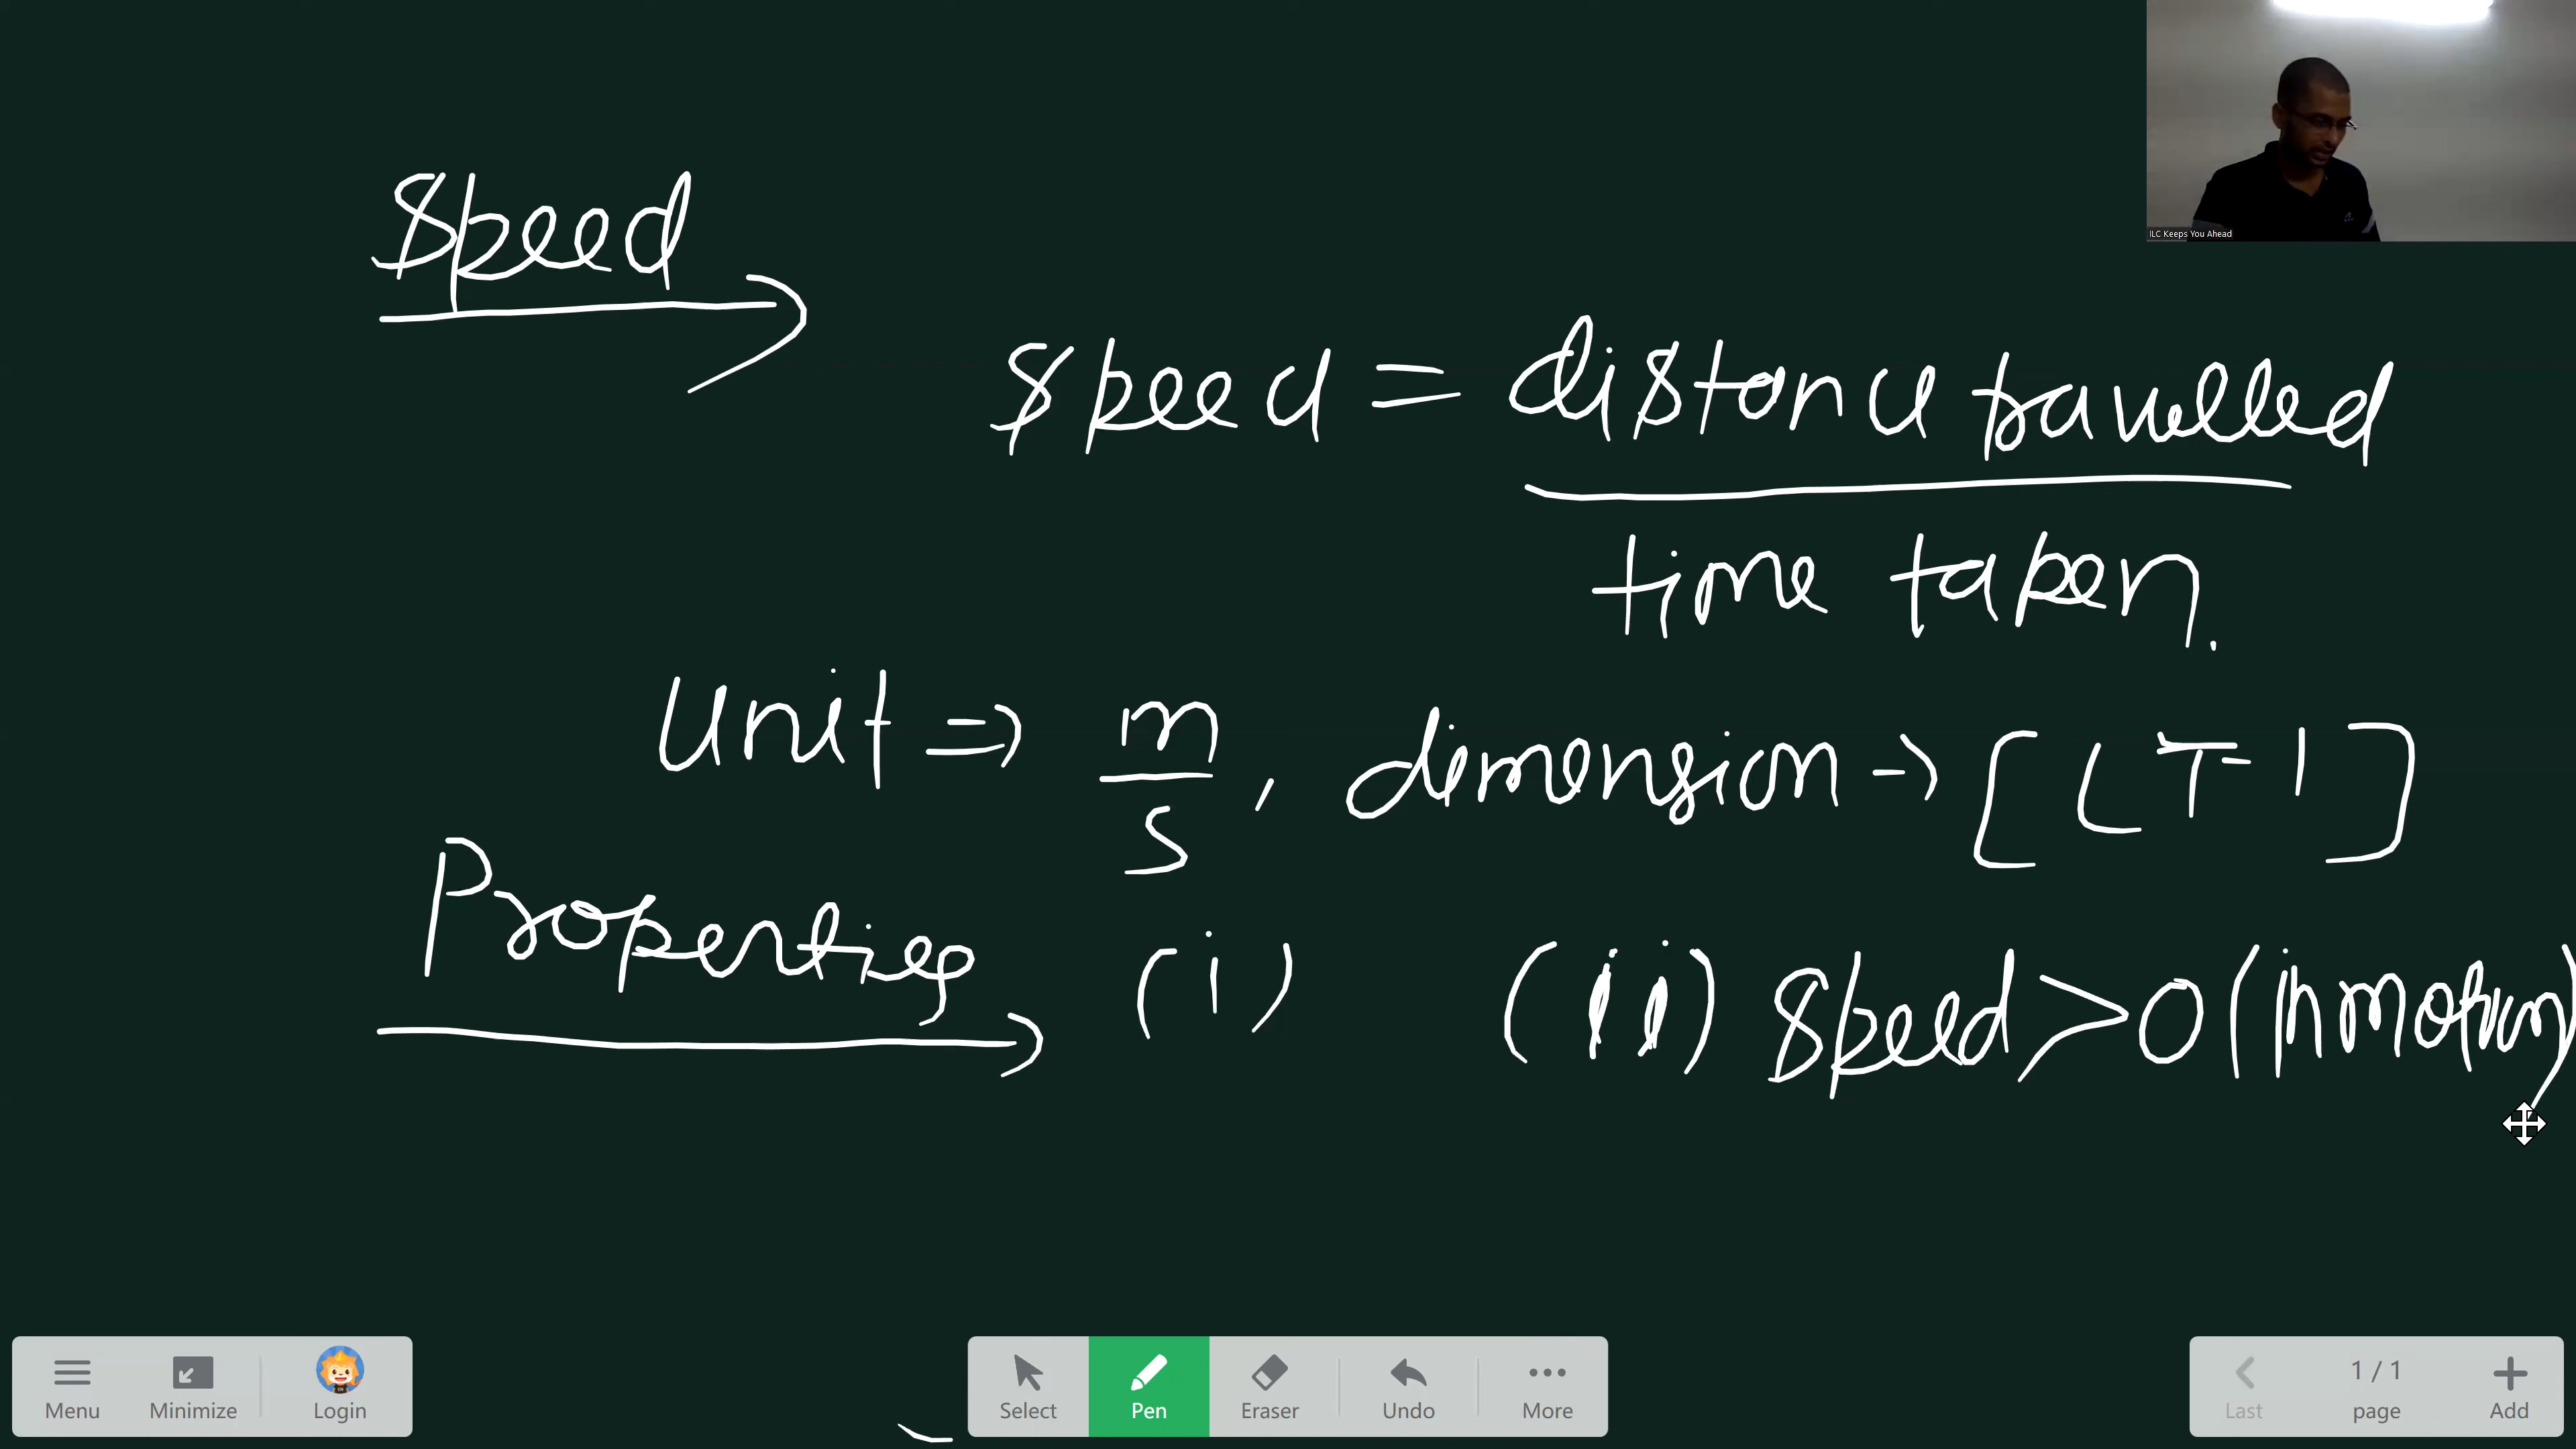 ILC Keeps You Ahead
Speed
Speed = distance travelled
time taken.
Unit ⇒ m/s, dimension → [LT-1]
Properties (i) (ii) Speed > 0 (in motion)
Menu Minimize Login Select Pen Eraser Undo More Last 1 / 1 page Add